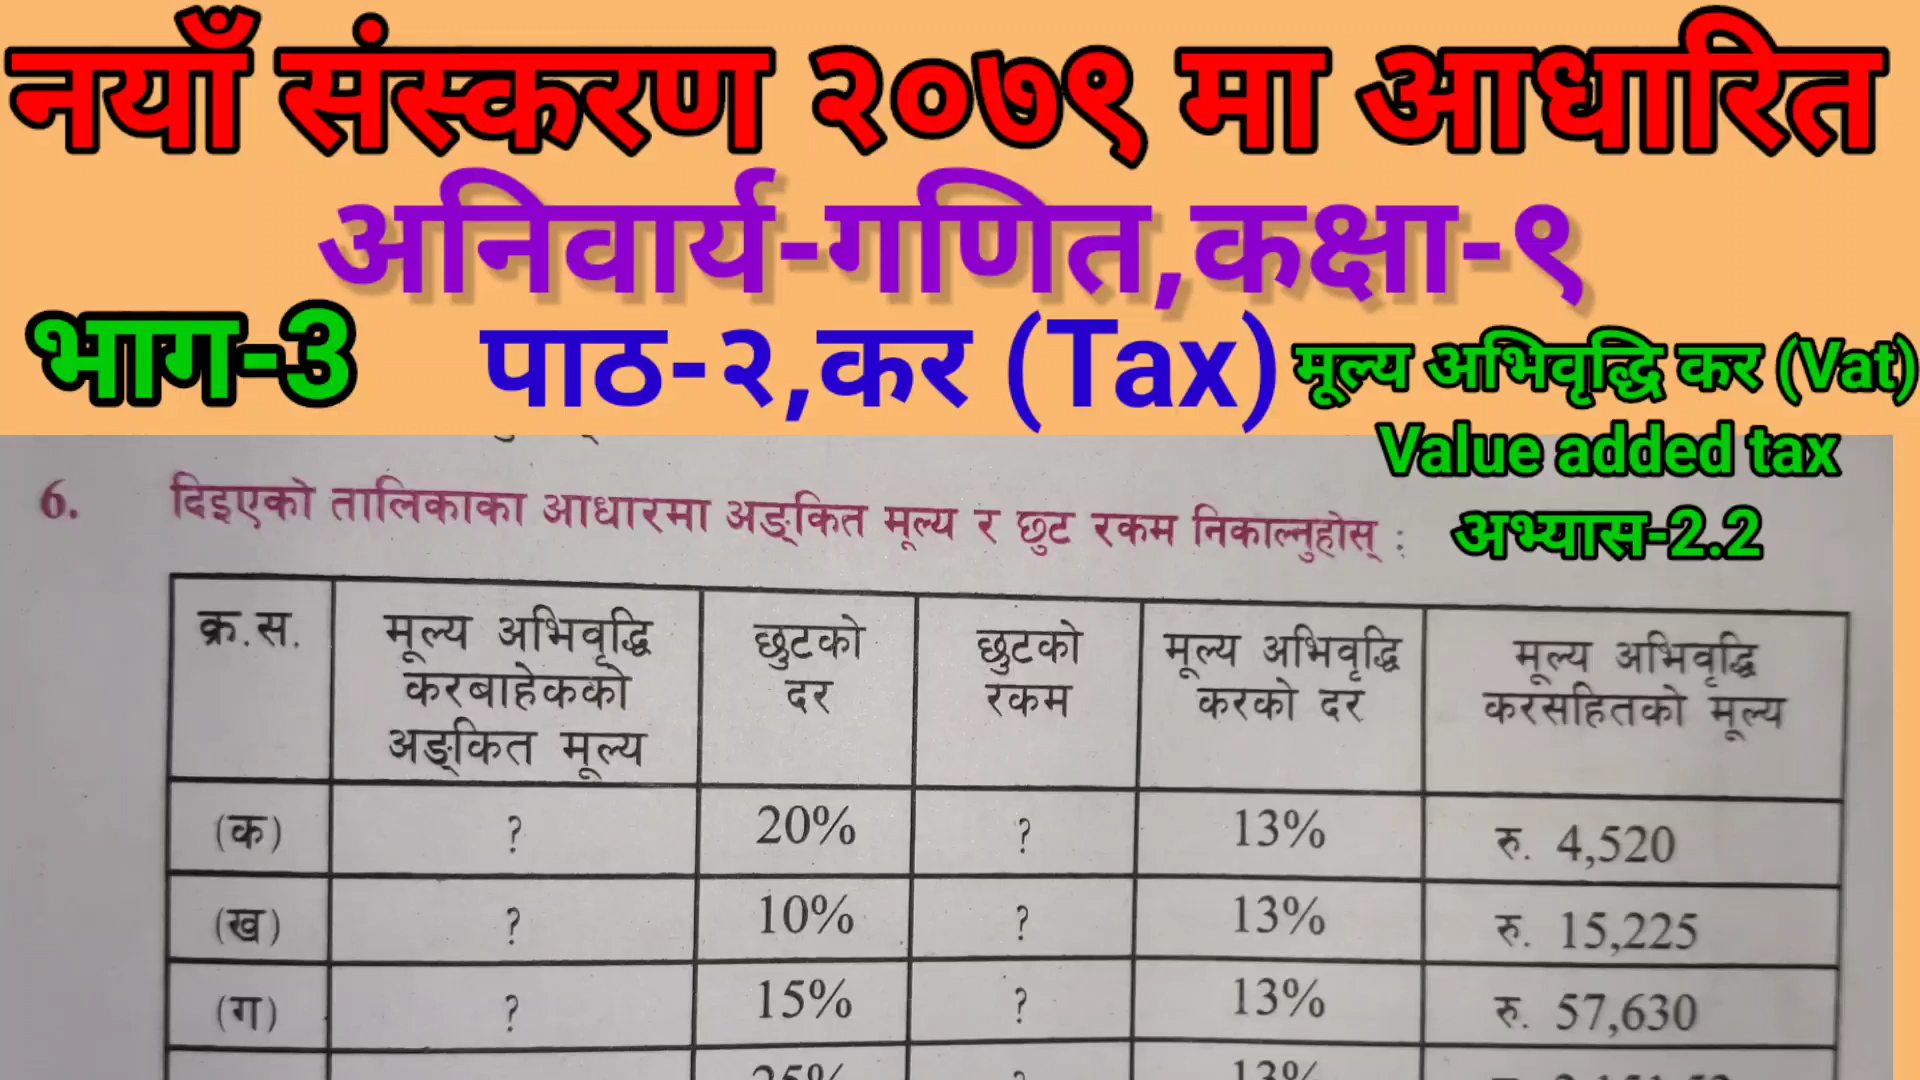 नयाँ संस्करण २०७९ मा आधारित
अनिवार्य-गणित,कक्षा-९
भाग-3 पाठ-२,कर (Tax) मूल्य अभिवृद्धि कर (Vat)
Value added tax
अभ्यास-2.2
6. दिइएको तालिकाका आधारमा अङ्कित मूल्य र छुट रकम निकाल्नुहोस् :
क्र.स. मूल्य अभिवृद्धि करबाहेकको अङ्कित मूल्य छुटको दर छुटको रकम मूल्य अभिवृद्धि करको दर मूल्य अभिवृद्धि करसहितको मूल्य
(क) ? 20% ? 13% रु. 4,520
(ख) ? 10% ? 13% रु. 15,225
(ग) ? 15% ? 13% रु. 57,630
25% ? 13%